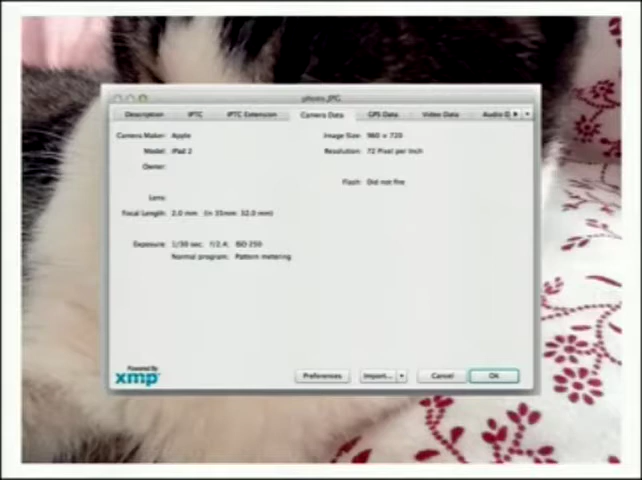 photo.JPG
Description IPTC IPTC Extension Camera Data GPS Data Video Data Audio D
Camera Maker: Apple
Model: iPad 2
Owner:
Lens:
Focal Length: 2.0 mm (in 35mm: 32.0 mm)
Exposure: 1/30 sec; f/2.4; ISO 250
Normal program; Pattern metering
Image Size: 960 x 720
Resolution: 72 Pixel per Inch
Flash: Did not fire
Powered By
xmp
Preferences Import... Cancel OK